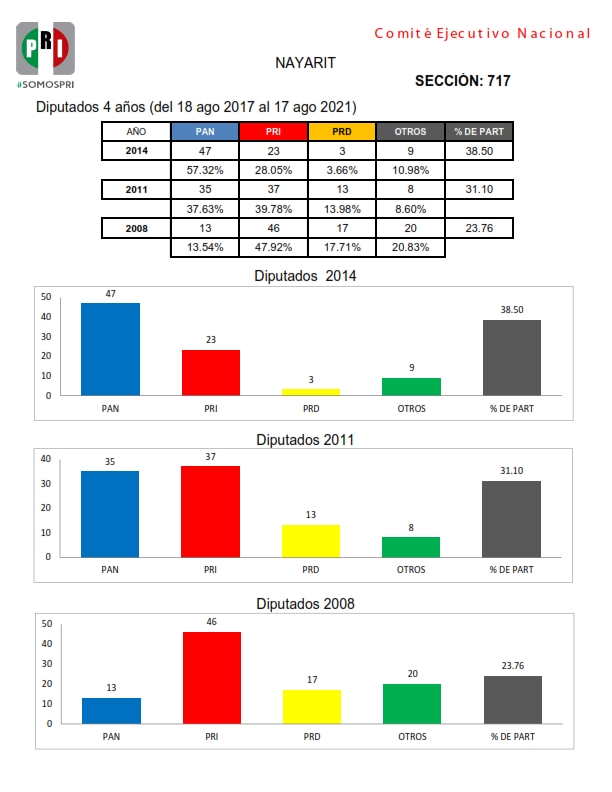 PRI
#SOMOSPRI
Comité Ejecutivo Nacional
NAYARIT
SECCIÓN: 717
Diputados 4 años (del 18 ago 2017 al 17 ago 2021)
AÑO PAN PRI PRD OTROS % DE PART
2014 47 23 3 9 38.50
57.32% 28.05% 3.66% 10.98%
2011 35 37 13 8 31.10
37.63% 39.78% 13.98% 8.60%
2008 13 46 17 20 23.76
13.54% 47.92% 17.71% 20.83%
Diputados 2014
50
40
30
20
10
0
47 23 3 9 38.50
PAN PRI PRD OTROS % DE PART
Diputados 2011
40
30
20
10
0
35 37 13 8 31.10
PAN PRI PRD OTROS % DE PART
Diputados 2008
50
40
30
20
10
0
13 46 17 20 23.76
PAN PRI PRD OTROS % DE PART